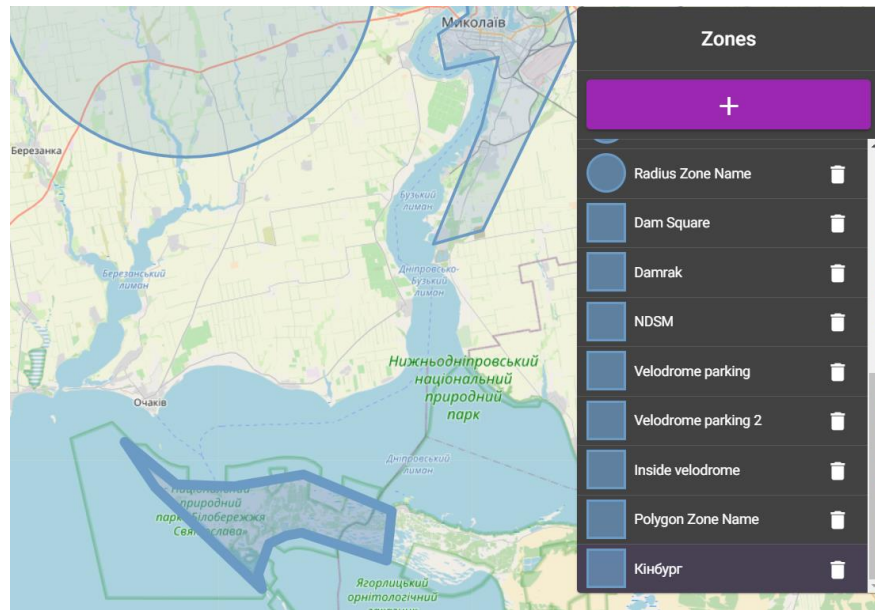 Миколаїв
Березанка
Бузький
лиман
Березанський
лиман
Дніпровсько-
Бузький
лиман
Нижньодніпровський
національний
природний
парк
Очаків
Дніпровський
лиман
Національний
природний
парк «Білобережжя
Святослава»
Ягорлицький
орнітологічний
Zones
+
Radius Zone Name
Dam Square
Damrak
NDSM
Velodrome parking
Velodrome parking 2
Inside velodrome
Polygon Zone Name
Кінбург